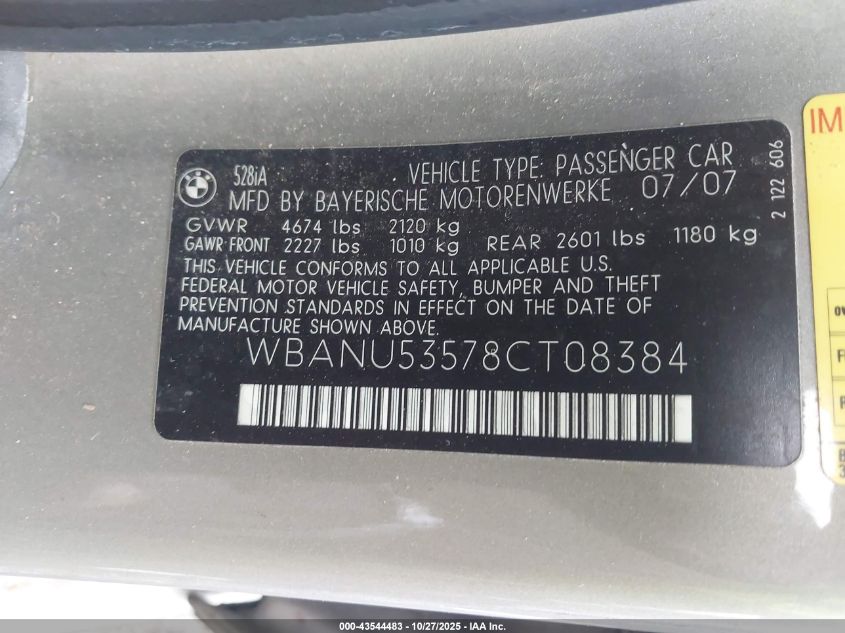 528iA
VEHICLE TYPE: PASSENGER CAR
MFD BY BAYERISCHE MOTORENWERKE 07/07
GVWR 4674 lbs 2120 kg
GAWR FRONT 2227 lbs 1010 kg REAR 2601 lbs 1180 kg
THIS VEHICLE CONFORMS TO ALL APPLICABLE U.S.
FEDERAL MOTOR VEHICLE SAFETY, BUMPER AND THEFT
PREVENTION STANDARDS IN EFFECT ON THE DATE OF
MANUFACTURE SHOWN ABOVE.
WBANU53578CT08384
2 122 606
IM
000-43544483 - 10/27/2025 - IAA, Inc.